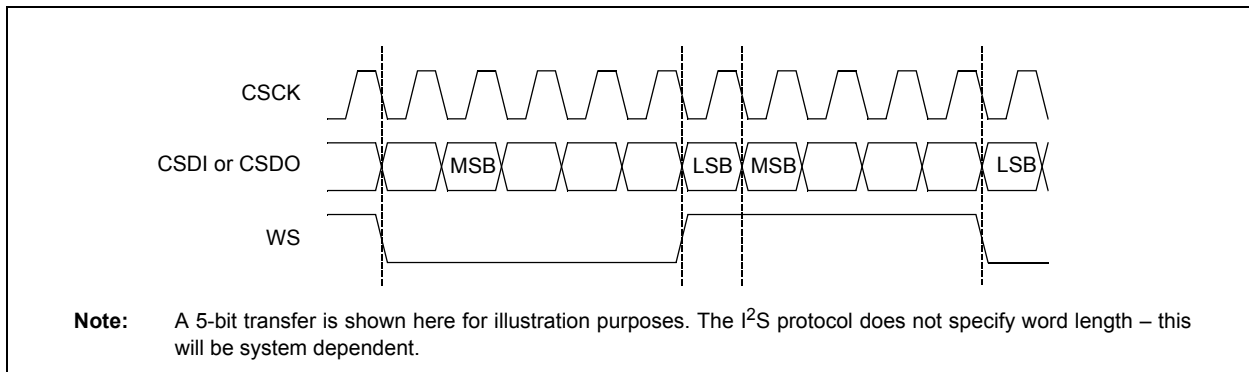 CSCK
CSDI or CSDO
MSB
LSB
MSB
LSB
WS
Note: A 5-bit transfer is shown here for illustration purposes. The I²S protocol does not specify word length – this
will be system dependent.